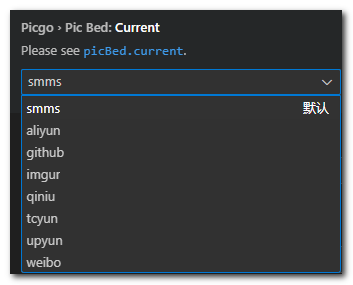 Picgo › Pic Bed: Current
Please see picBed.current.
smms
smms 默认
aliyun
github
imgur
qiniu
tcyun
upyun
weibo